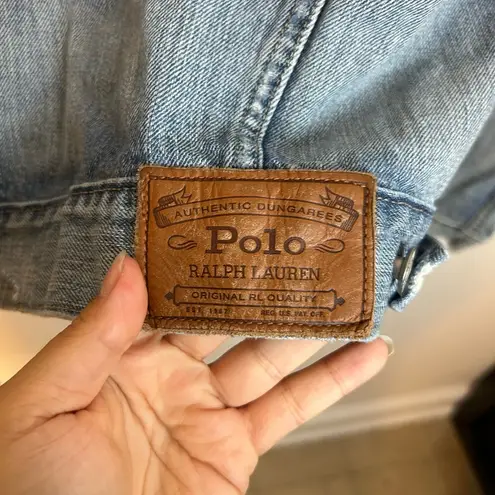 AUTHENTIC DUNGAREES
Polo
RALPH LAUREN
ORIGINAL RL QUALITY
EST. 1967 REG. U.S. PAT. OFF.